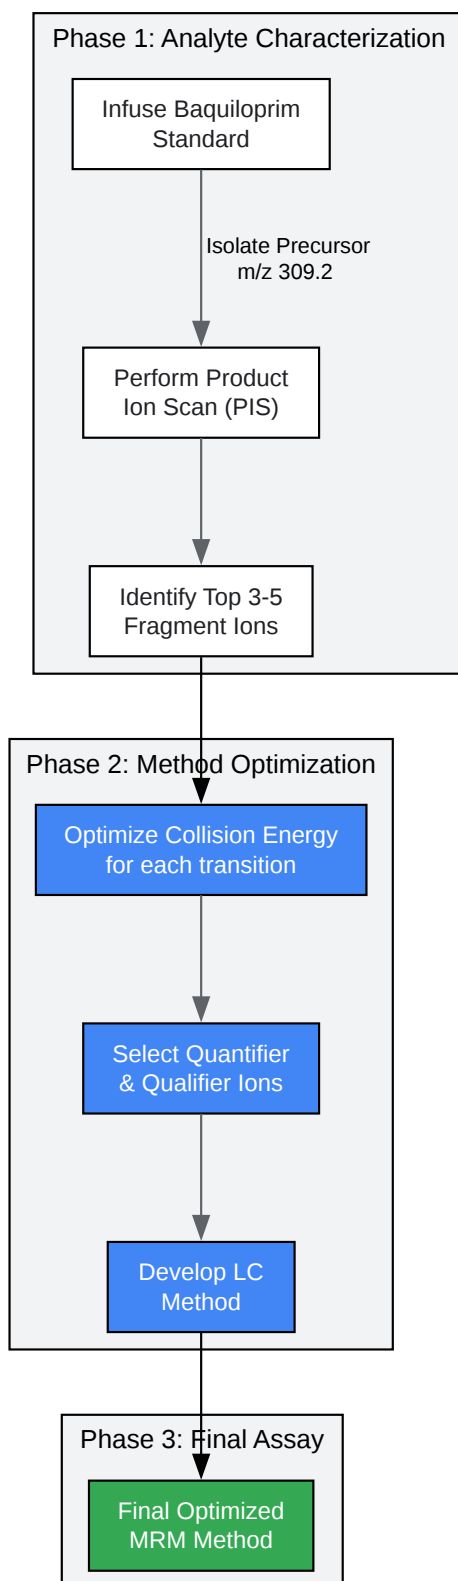 Phase 1: Analyte Characterization
Infuse Baquiloprim
Standard
Isolate Precursor
m/z 309.2
Perform Product
Ion Scan (PIS)
Identify Top 3-5
Fragment Ions
Phase 2: Method Optimization
Optimize Collision Energy
for each transition
Select Quantifier
& Qualifier Ions
Develop LC
Method
Phase 3: Final Assay
Final Optimized
MRM Method